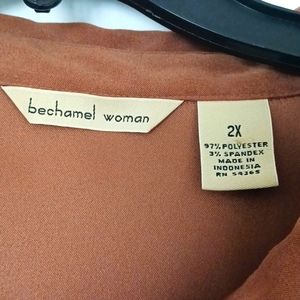 bechamel woman
2X
97% POLYESTER
3% SPANDEX
MADE IN
INDONESIA
RN 54365